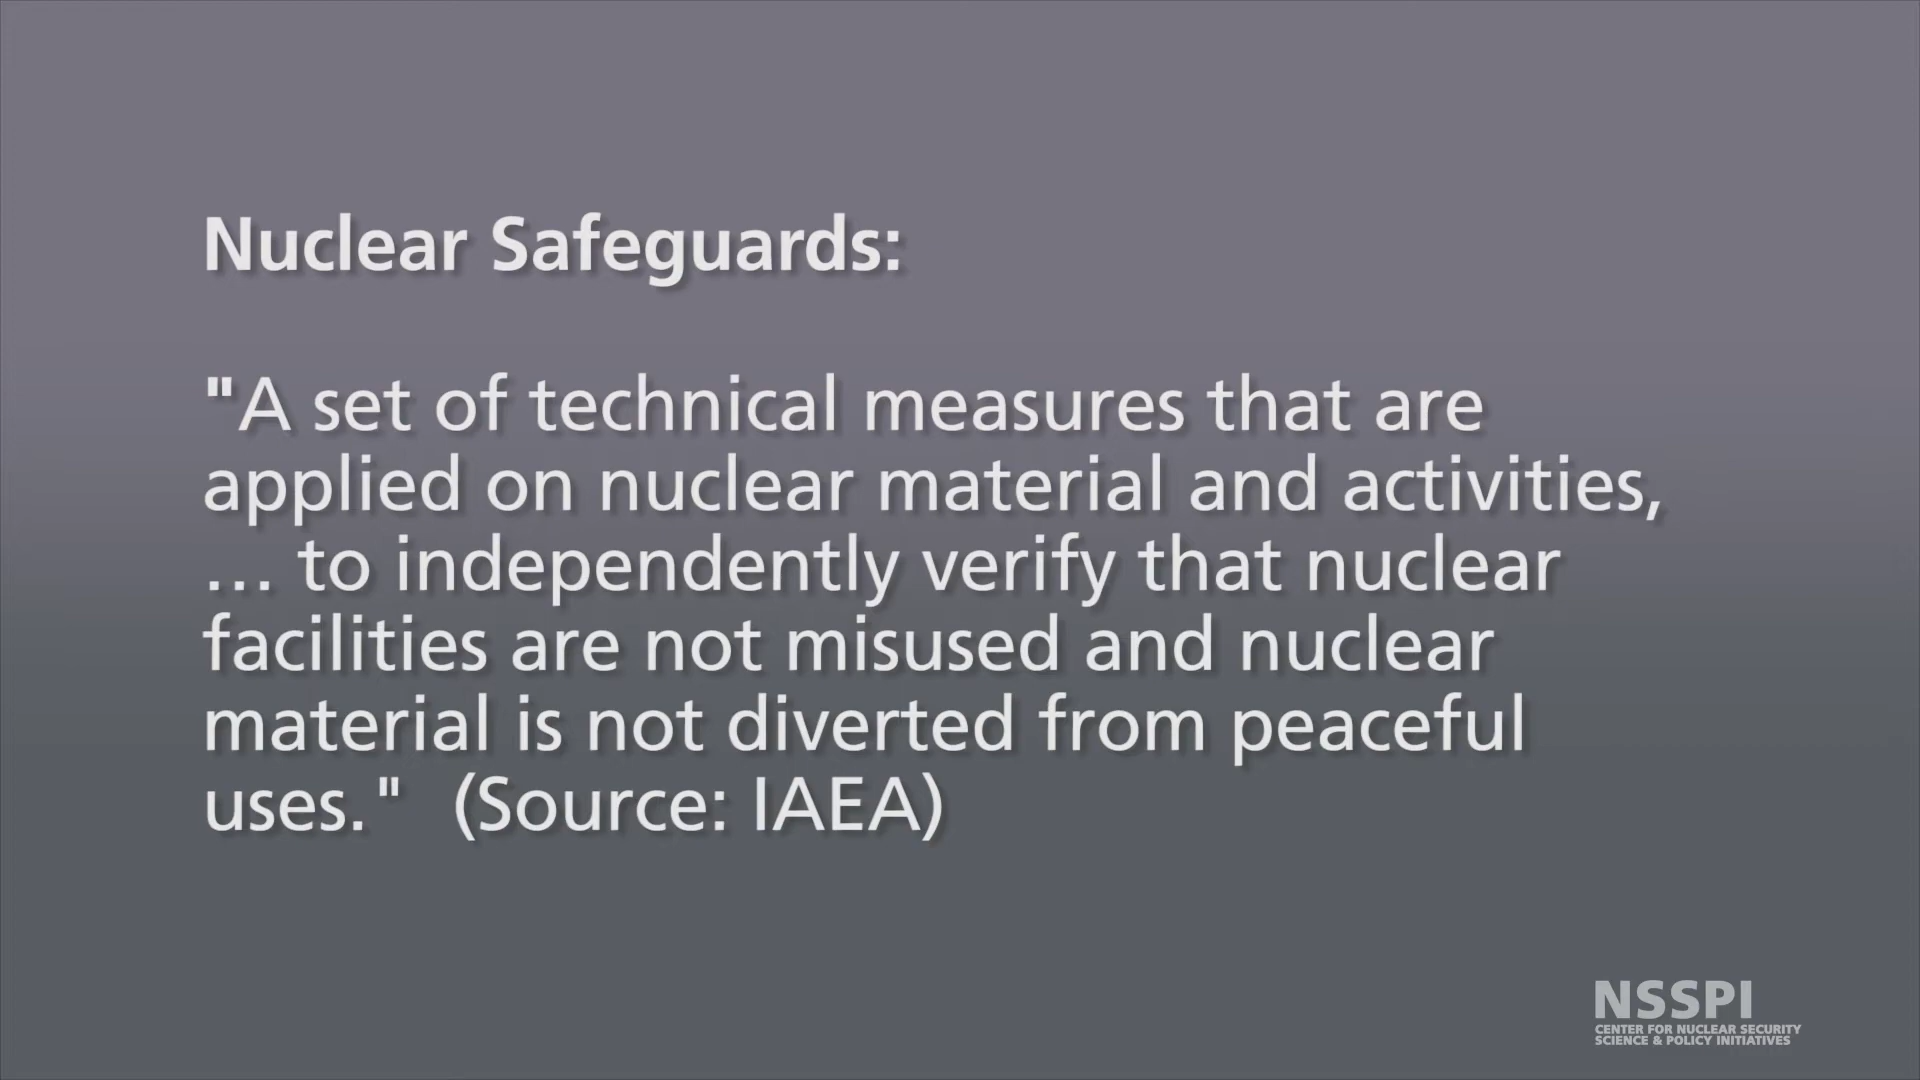 Nuclear Safeguards:
"A set of technical measures that are
applied on nuclear material and activities,
... to independently verify that nuclear
facilities are not misused and nuclear
material is not diverted from peaceful
uses."  (Source: IAEA)
NSSPI
CENTER FOR NUCLEAR SECURITY
SCIENCE & POLICY INITIATIVES